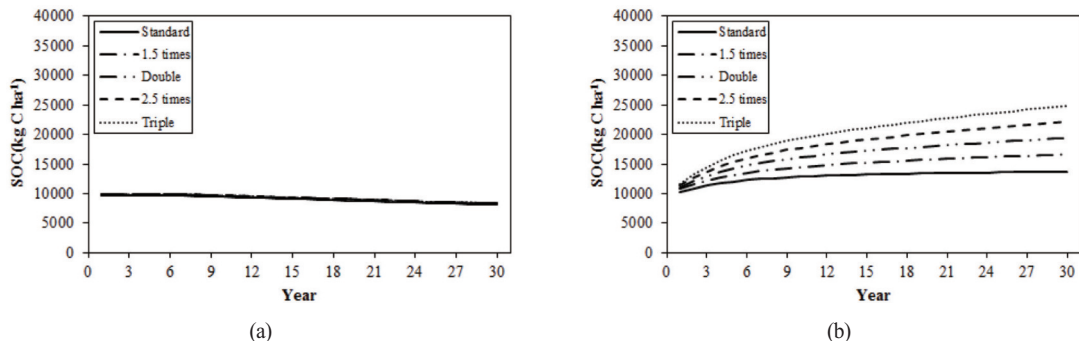 40000
35000
30000
25000
20000
15000
10000
5000
0
SOC(kg C ha⁻¹)
Standard
1.5 times
Double
2.5 times
Triple
0 3 6 9 12 15 18 21 24 27 30
Year
(a)
40000
35000
30000
25000
20000
15000
10000
5000
0
SOC(kg C ha⁻¹)
Standard
1.5 times
Double
2.5 times
Triple
0 3 6 9 12 15 18 21 24 27 30
Year
(b)